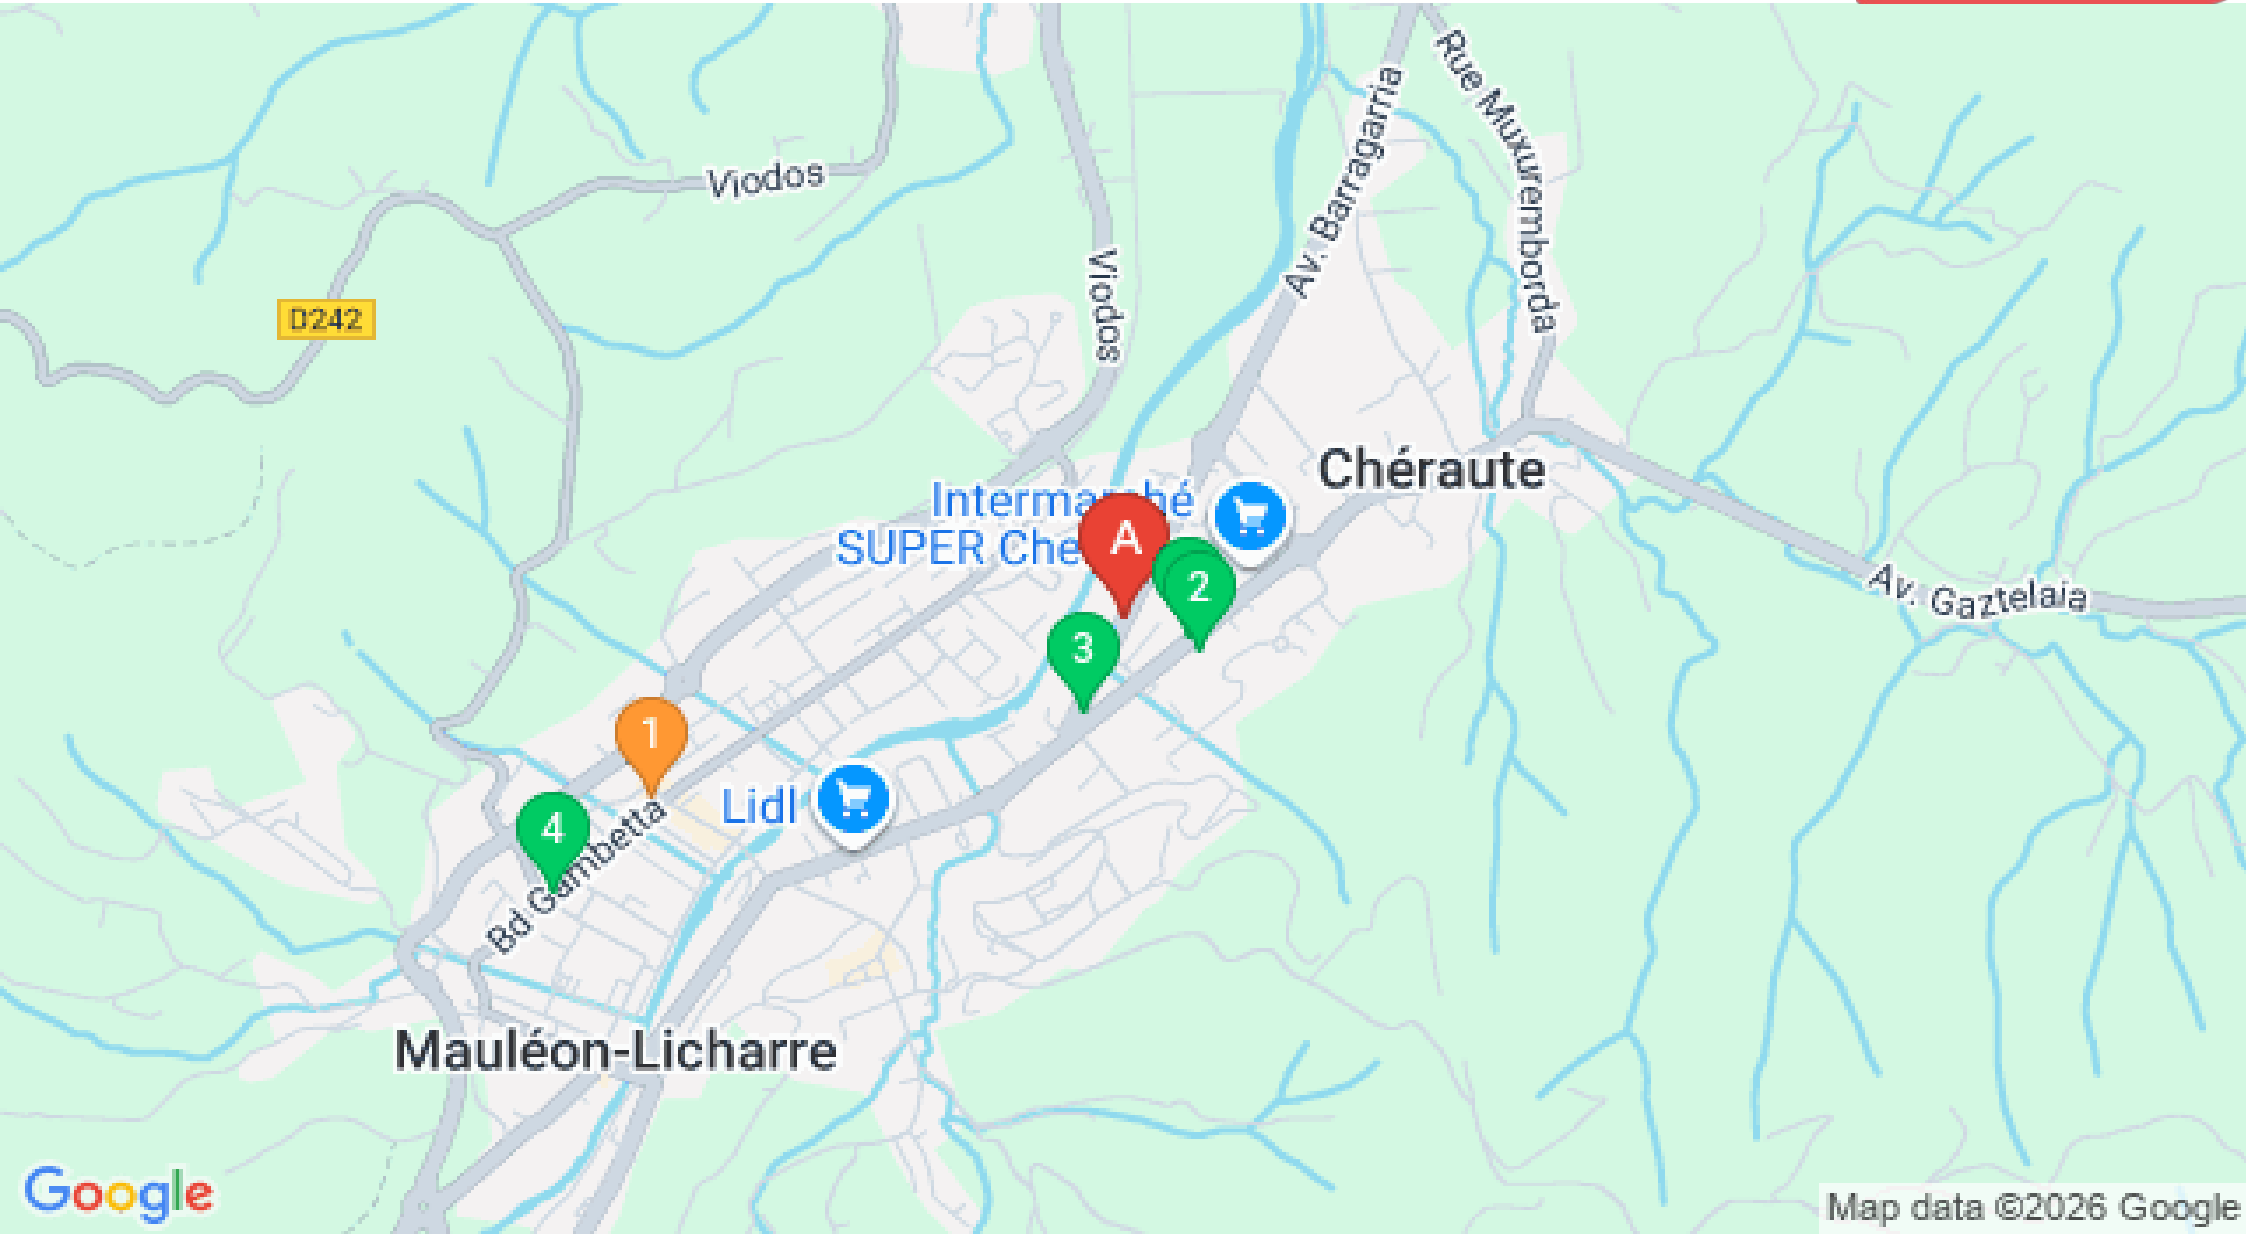 Rue Muxuremborda
Av. Barragarria
Viodos
Viodos
D242
Chéraute
Intermarché
SUPER Che
A
2
3
Av. Gaztelaia
1
Lidl
4
Bd Gambetta
Mauléon-Licharre
Google
Map data ©2026 Google